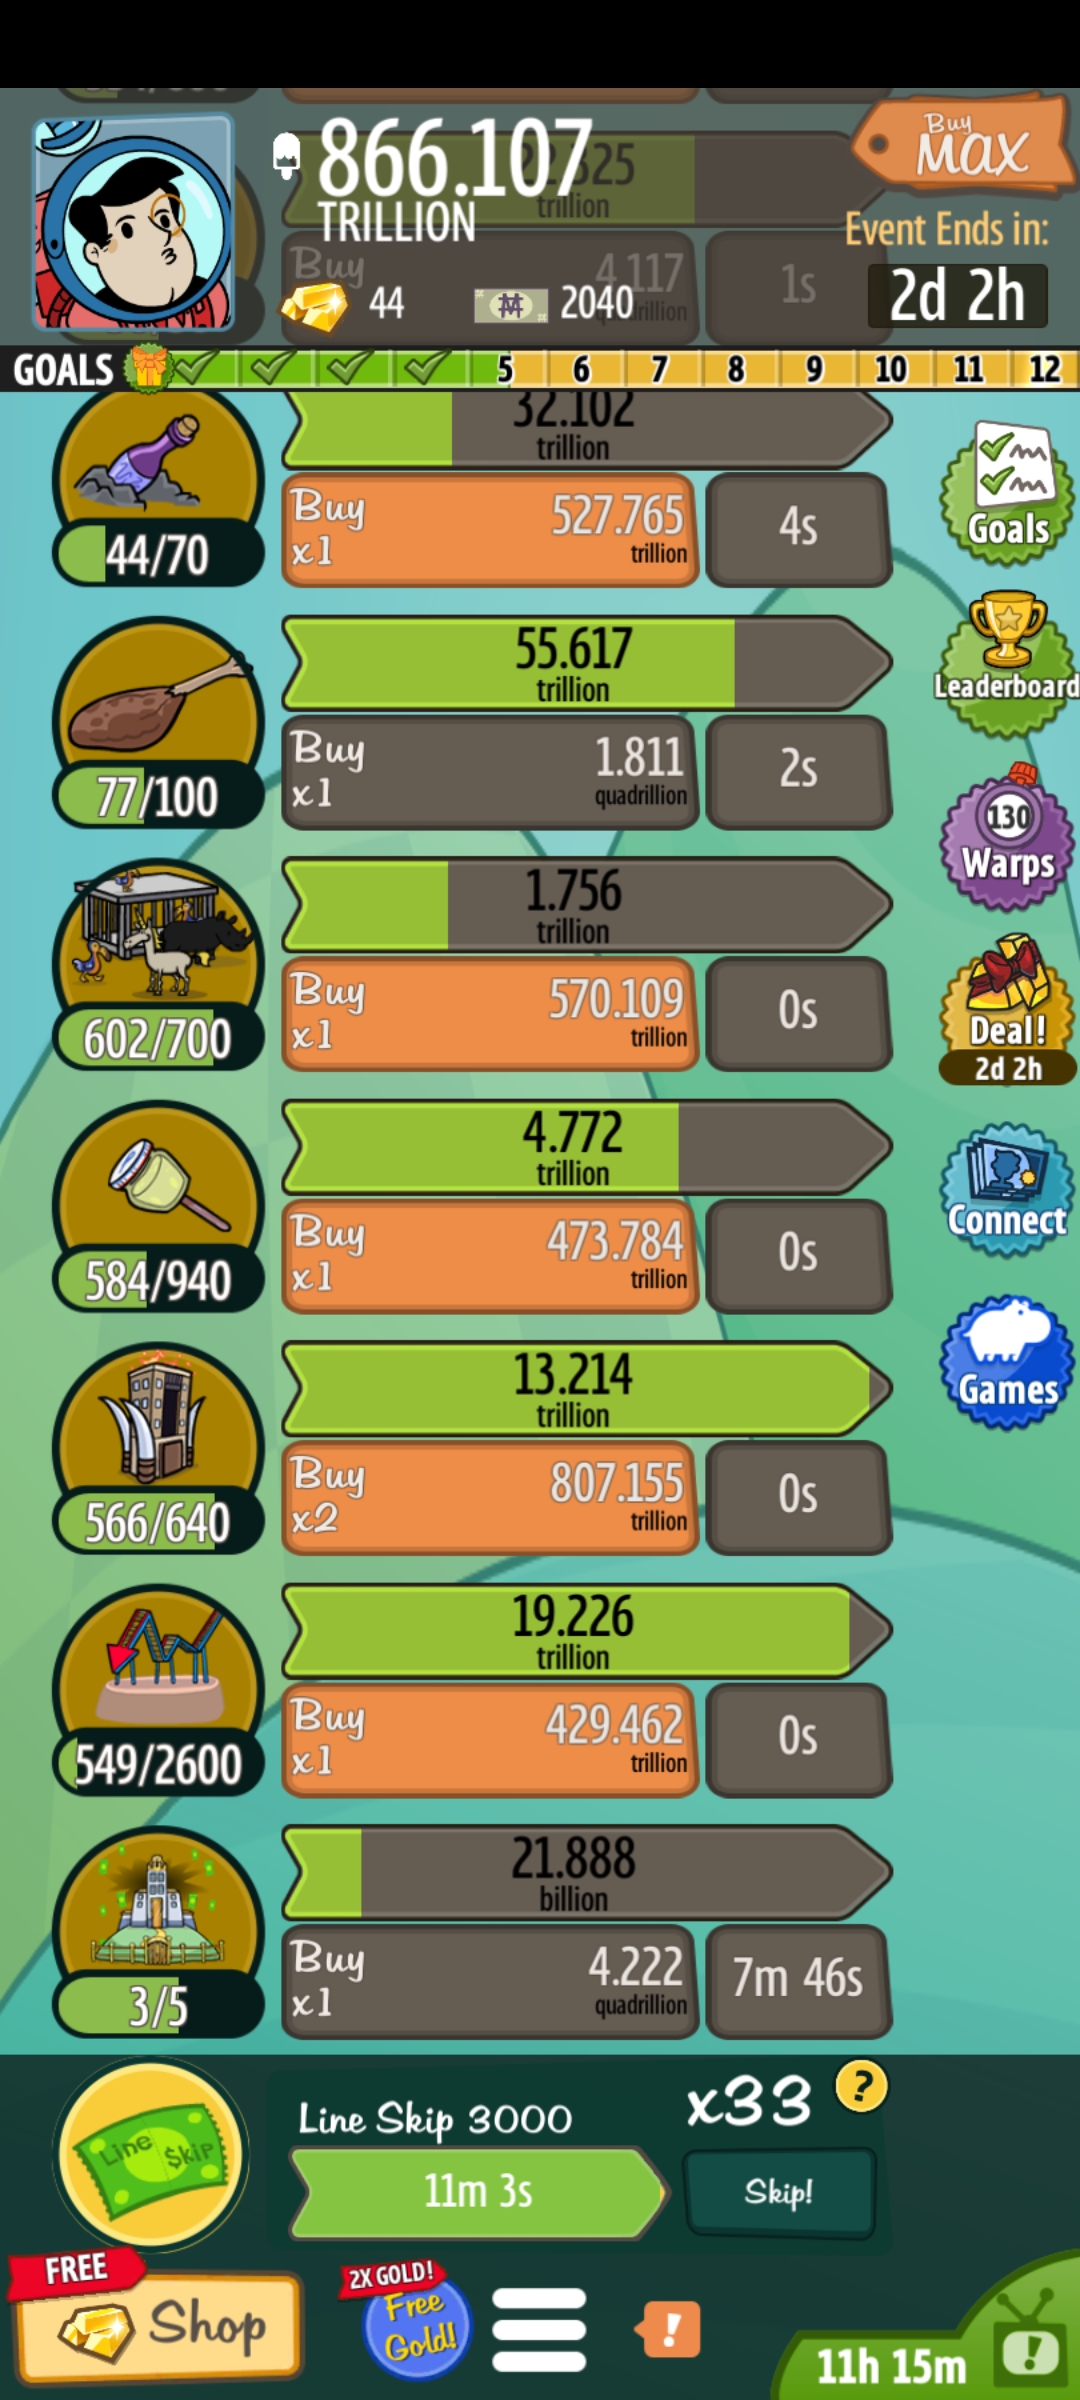 866.107
TRILLION
44
2040
Buy
MAX
Event Ends in:
2d 2h
trillion
Buy
4.117
1s
GOALS
5
6
7
8
9
10
11
12
32.102
trillion
Buy
x1
527.765
trillion
4s
44/70
Goals
55.617
trillion
Buy
x1
1.811
quadrillion
2s
77/100
Leaderboard
1.756
trillion
Buy
x1
570.109
trillion
0s
602/700
130
Warps
Deal!
2d 2h
4.772
trillion
Buy
x1
473.784
trillion
0s
584/940
Connect
13.214
trillion
Buy
x2
807.155
trillion
0s
566/640
Games
19.226
trillion
Buy
x1
429.462
trillion
0s
549/2600
21.888
billion
Buy
x1
4.222
quadrillion
7m 46s
3/5
Line $kip
Line Skip 3000
x33
?
11m 3s
Skip!
FREE
Shop
2X GOLD!
Free
Gold!
!
11h 15m
!